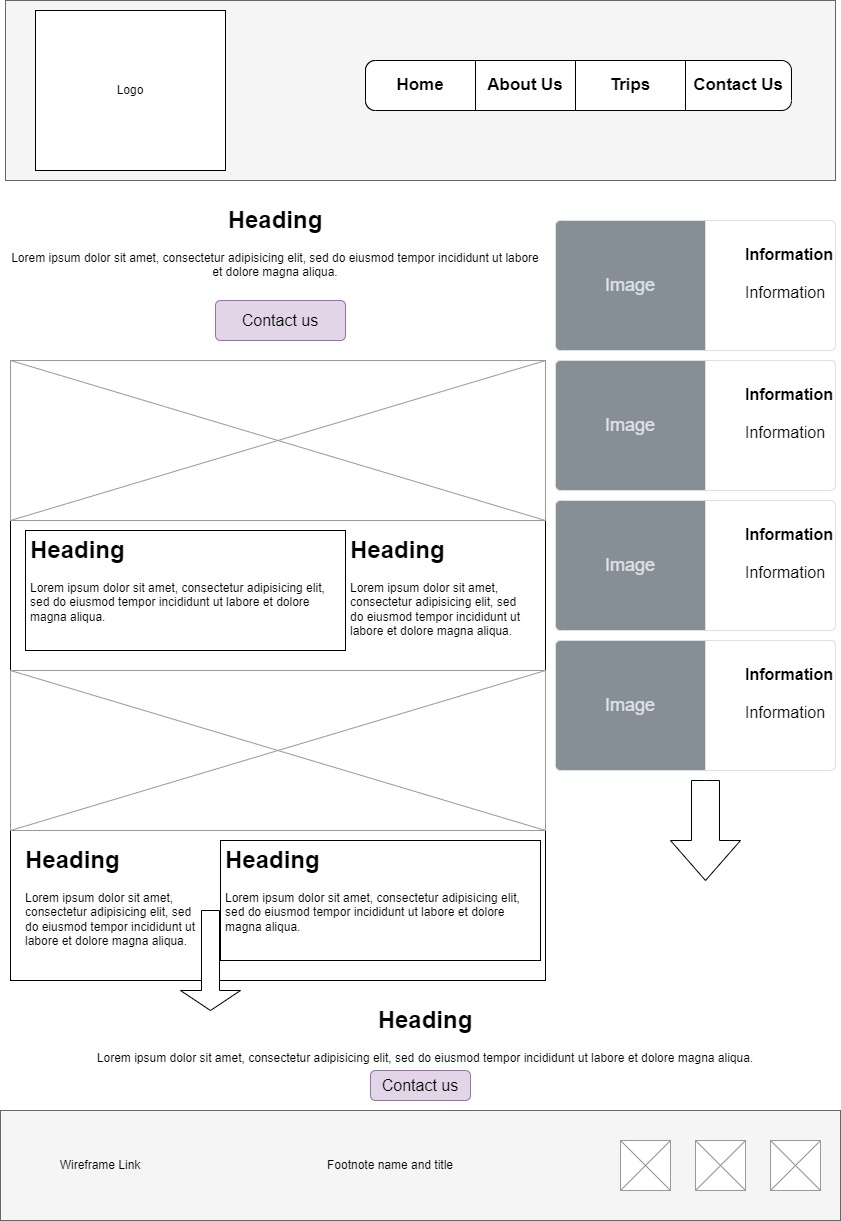 Logo
Home
About Us
Trips
Contact Us
Heading
Lorem ipsum dolor sit amet, consectetur adipisicing elit, sed do eiusmod tempor incididunt ut labore
et dolore magna aliqua.
Contact us
Heading
Lorem ipsum dolor sit amet, consectetur adipisicing elit,
sed do eiusmod tempor incididunt ut labore et dolore
magna aliqua.
Heading
Lorem ipsum dolor sit amet,
consectetur adipisicing elit, sed
do eiusmod tempor incididunt ut
labore et dolore magna aliqua.
Heading
Lorem ipsum dolor sit amet,
consectetur adipisicing elit, sed
do eiusmod tempor incididunt ut
labore et dolore magna aliqua.
Heading
Lorem ipsum dolor sit amet, consectetur adipisicing elit,
sed do eiusmod tempor incididunt ut labore et dolore
magna aliqua.
Image
Information
Information
Image
Information
Information
Image
Information
Information
Image
Information
Information
Heading
Lorem ipsum dolor sit amet, consectetur adipisicing elit, sed do eiusmod tempor incididunt ut labore et dolore magna aliqua.
Contact us
Wireframe Link
Footnote name and title